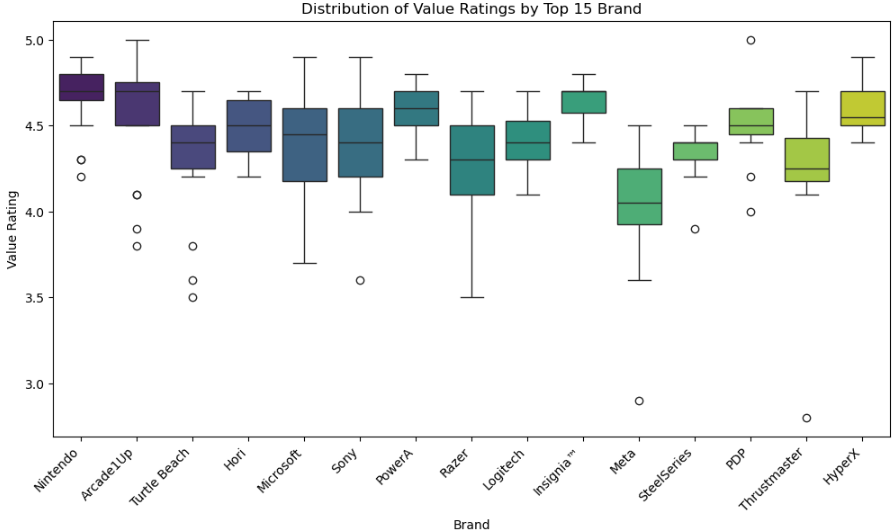 Distribution of Value Ratings by Top 15 Brand
Value Rating
5.0
4.5
4.0
3.5
3.0
Nintendo
Arcade1Up
Turtle Beach
Hori
Microsoft
Sony
PowerA
Razer
Logitech
Insignia™
Meta
SteelSeries
PDP
Thrustmaster
HyperX
Brand